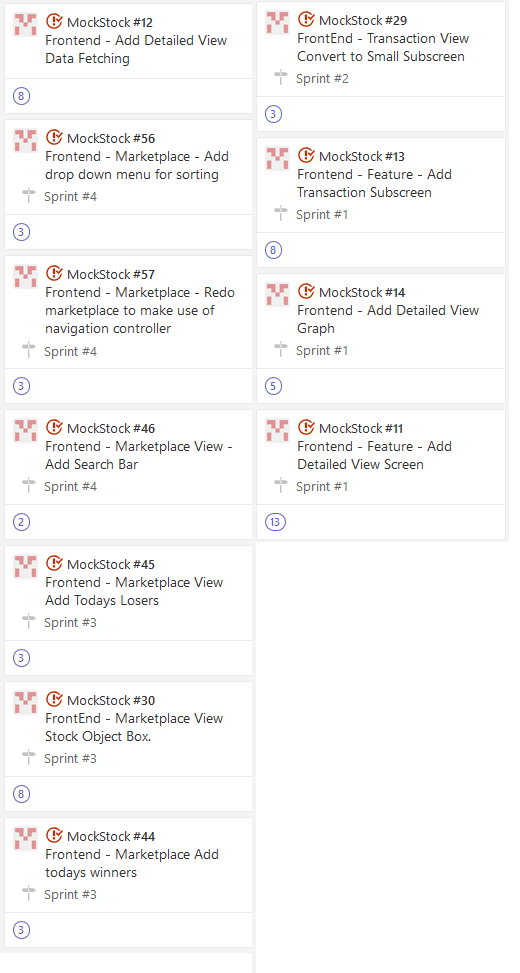 MockStock #12
Frontend - Add Detailed View
Data Fetching
8
MockStock #56
Frontend - Marketplace - Add
drop down menu for sorting
Sprint #4
3
MockStock #57
Frontend - Marketplace - Redo
marketplace to make use of
navigation controller
Sprint #4
3
MockStock #46
Frontend - Marketplace View -
Add Search Bar
Sprint #4
2
MockStock #45
Frontend - Marketplace View
Add Todays Losers
Sprint #3
3
MockStock #30
FrontEnd - Marketplace View
Stock Object Box.
Sprint #3
8
MockStock #44
Frontend - Marketplace Add
todays winners
Sprint #3
3
MockStock #29
FrontEnd - Transaction View
Convert to Small Subscreen
Sprint #2
3
MockStock #13
Frontend - Feature - Add
Transaction Subscreen
Sprint #1
8
MockStock #14
Frontend - Add Detailed View
Graph
Sprint #1
5
MockStock #11
Frontend - Feature - Add
Detailed View Screen
Sprint #1
13